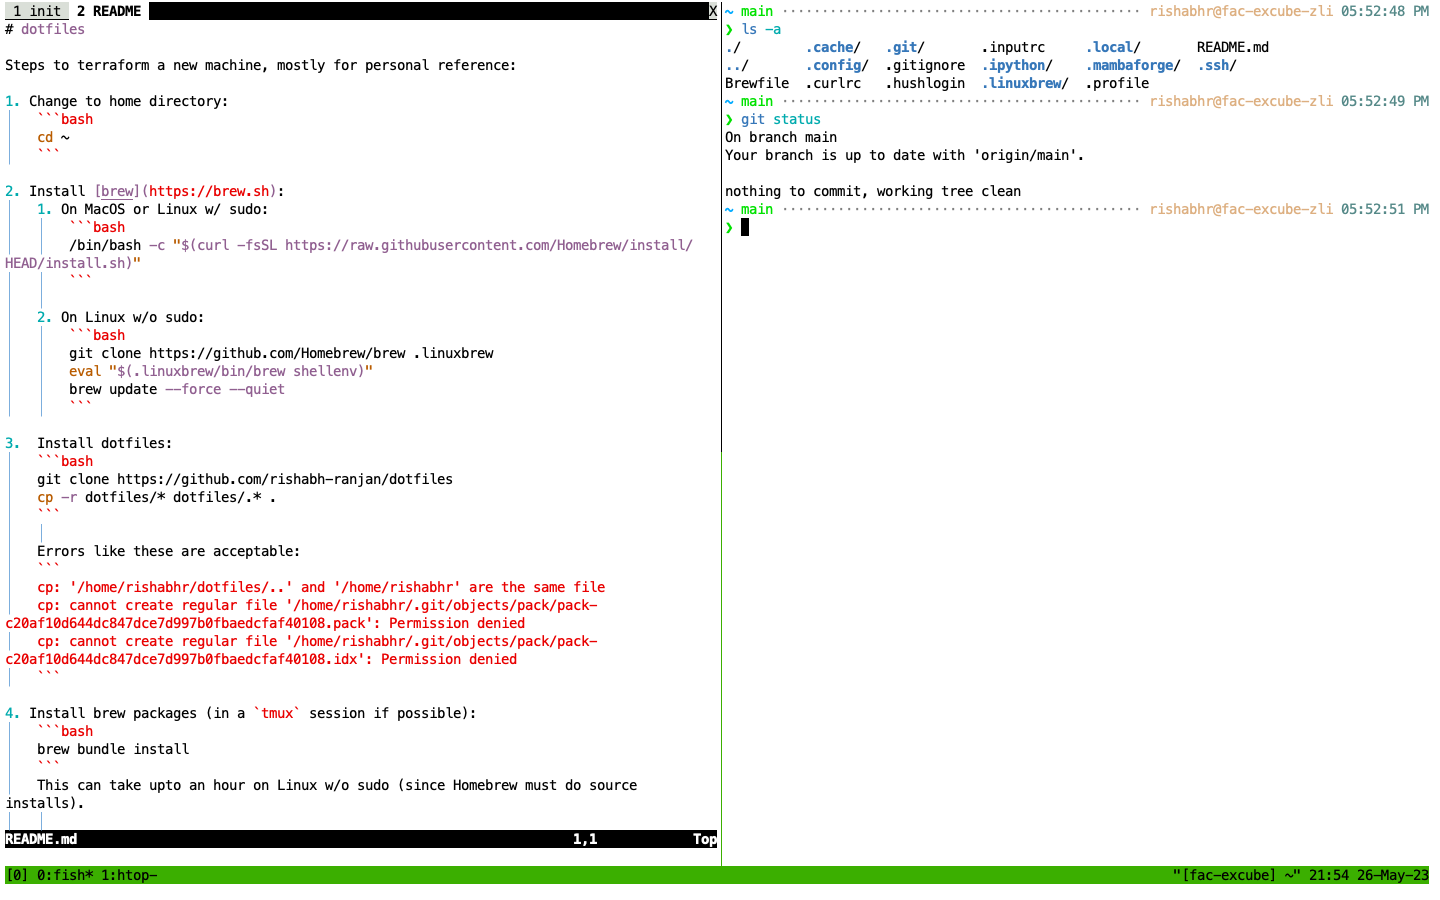 1 init  2 README X
# dotfiles
Steps to terraform a new machine, mostly for personal reference:
1. Change to home directory:
```bash
cd ~
```
2. Install [brew](https://brew.sh):
1. On MacOS or Linux w/ sudo:
```bash
/bin/bash -c "$(curl -fsSL https://raw.githubusercontent.com/Homebrew/install/
HEAD/install.sh)"
```
2. On Linux w/o sudo:
```bash
git clone https://github.com/Homebrew/brew .linuxbrew
eval "$(.linuxbrew/bin/brew shellenv)"
brew update --force --quiet
```
3.  Install dotfiles:
```bash
git clone https://github.com/rishabh-ranjan/dotfiles
cp -r dotfiles/* dotfiles/.* .
```
Errors like these are acceptable:
```
cp: '/home/rishabhr/dotfiles/..' and '/home/rishabhr' are the same file
cp: cannot create regular file '/home/rishabhr/.git/objects/pack/pack-
c20af10d644dc847dce7d997b0fbaedcfaf40108.pack': Permission denied
cp: cannot create regular file '/home/rishabhr/.git/objects/pack/pack-
c20af10d644dc847dce7d997b0fbaedcfaf40108.idx': Permission denied
```
4. Install brew packages (in a `tmux` session if possible):
```bash
brew bundle install
```
This can take upto an hour on Linux w/o sudo (since Homebrew must do source
installs).
README.md 1,1 Top
~ main ············································· rishabhr@fac-excube-zli 05:52:48 PM
❯ ls -a
./ .cache/ .git/ .inputrc .local/ README.md
../ .config/ .gitignore .ipython/ .mambaforge/ .ssh/
Brewfile .curlrc .hushlogin .linuxbrew/ .profile
~ main ············································· rishabhr@fac-excube-zli 05:52:49 PM
❯ git status
On branch main
Your branch is up to date with 'origin/main'.
nothing to commit, working tree clean
~ main ············································· rishabhr@fac-excube-zli 05:52:51 PM
❯
[0] 0:fish* 1:htop- "[fac-excube] ~" 21:54 26-May-23